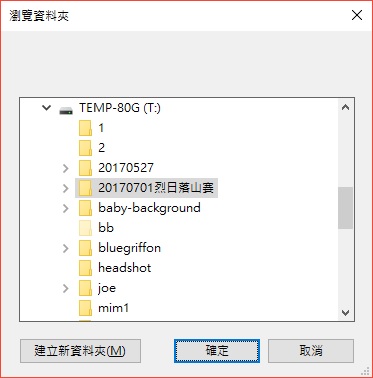 瀏覽資料夾
TEMP-80G (T:)
1
2
20170527
20170701烈日落山賽
baby-background
bb
bluegriffon
headshot
joe
mim1
建立新資料夾(M)
確定
取消